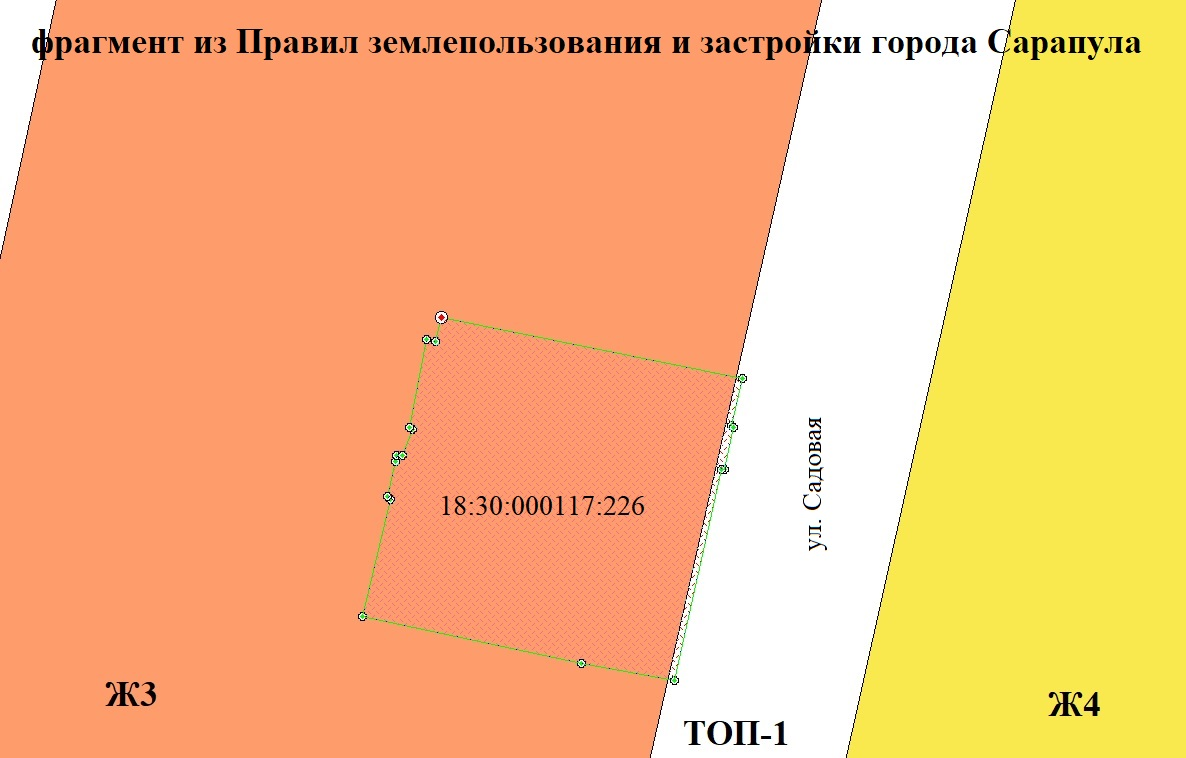 фрагмент из Правил землепользования и застройки города Сарапула
18:30:000117:226
ул. Садовая
Ж3
Ж4
ТОП-1